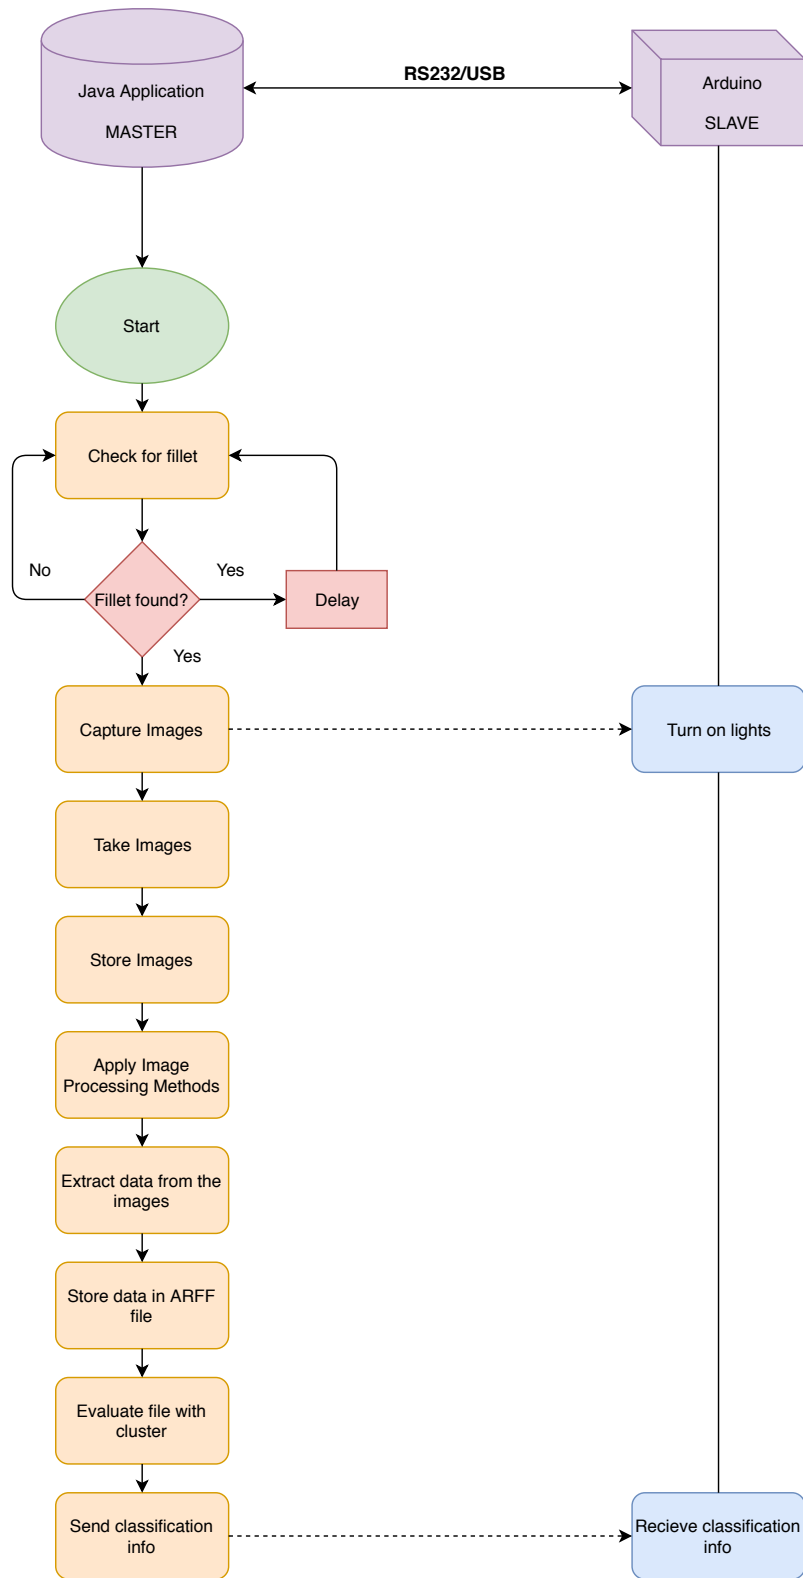 Java Application
MASTER
RS232/USB
Arduino
SLAVE
Start
Check for fillet
No
Fillet found?
Yes
Delay
Yes
Capture Images
Turn on lights
Take Images
Store Images
Apply Image
Processing Methods
Extract data from the
images
Store data in ARFF
file
Evaluate file with
cluster
Send classification
info
Recieve classification
info